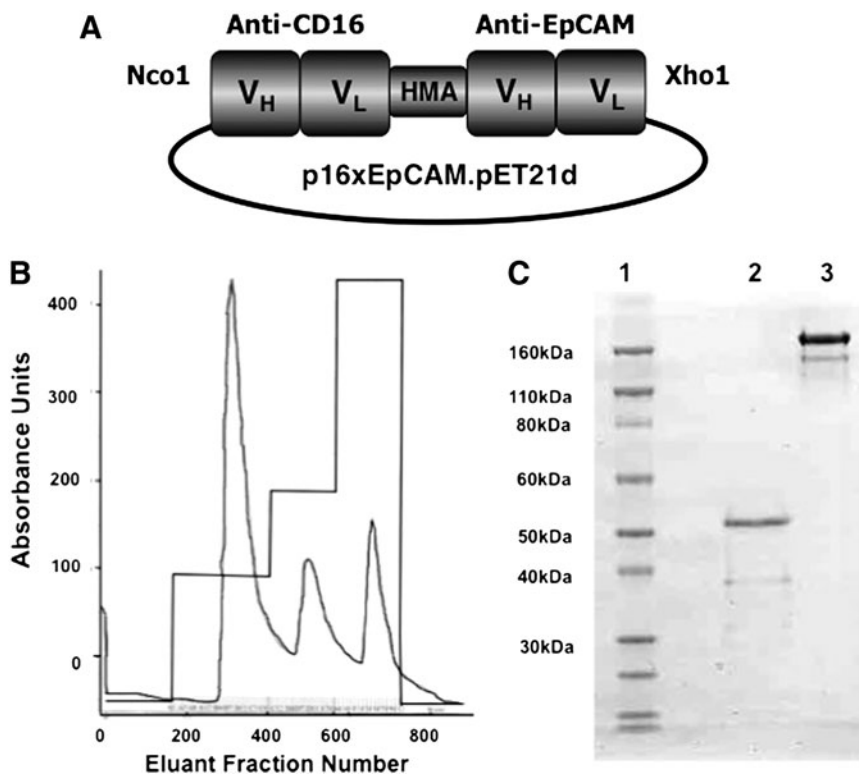 A
Anti-CD16 Anti-EpCAM
Nco1 VH VL HMA VH VL Xho1
p16xEpCAM.pET21d
B
400
300
200
100
0
Absorbance Units
0 200 400 600 800
Eluant Fraction Number
C
1 2 3
160kDa
110kDa
80kDa
60kDa
50kDa
40kDa
30kDa